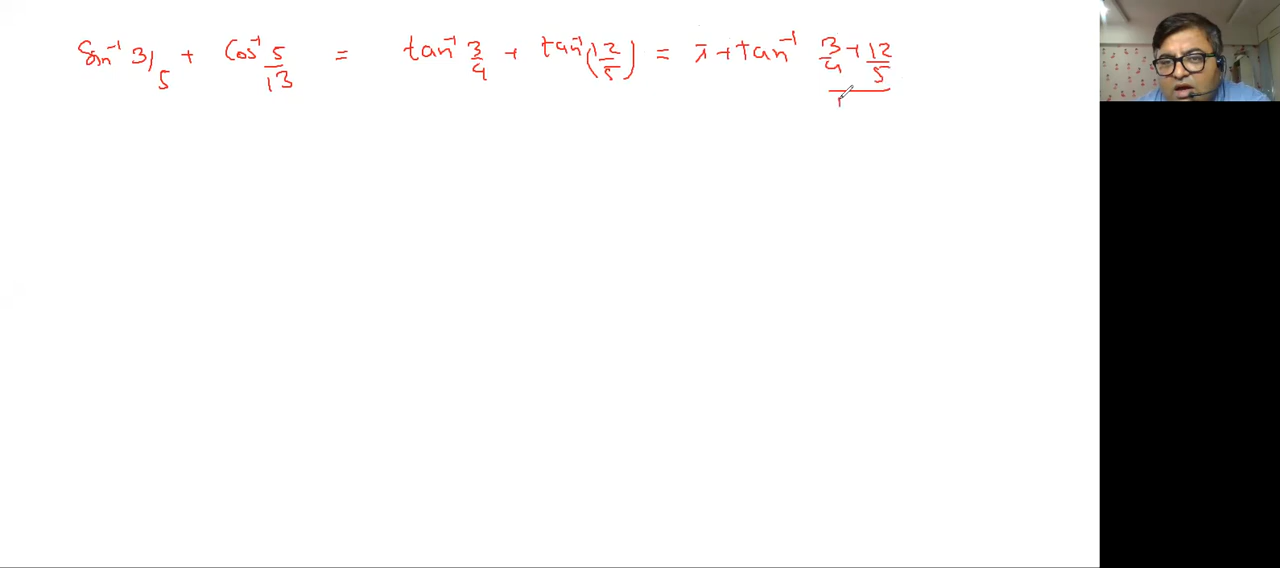 Sin⁻¹ 3/5 + Cos⁻¹ 5/13 = tan⁻¹ 3/4 + tan⁻¹(12/5) = π + tan⁻¹ 3/4 + 12/5